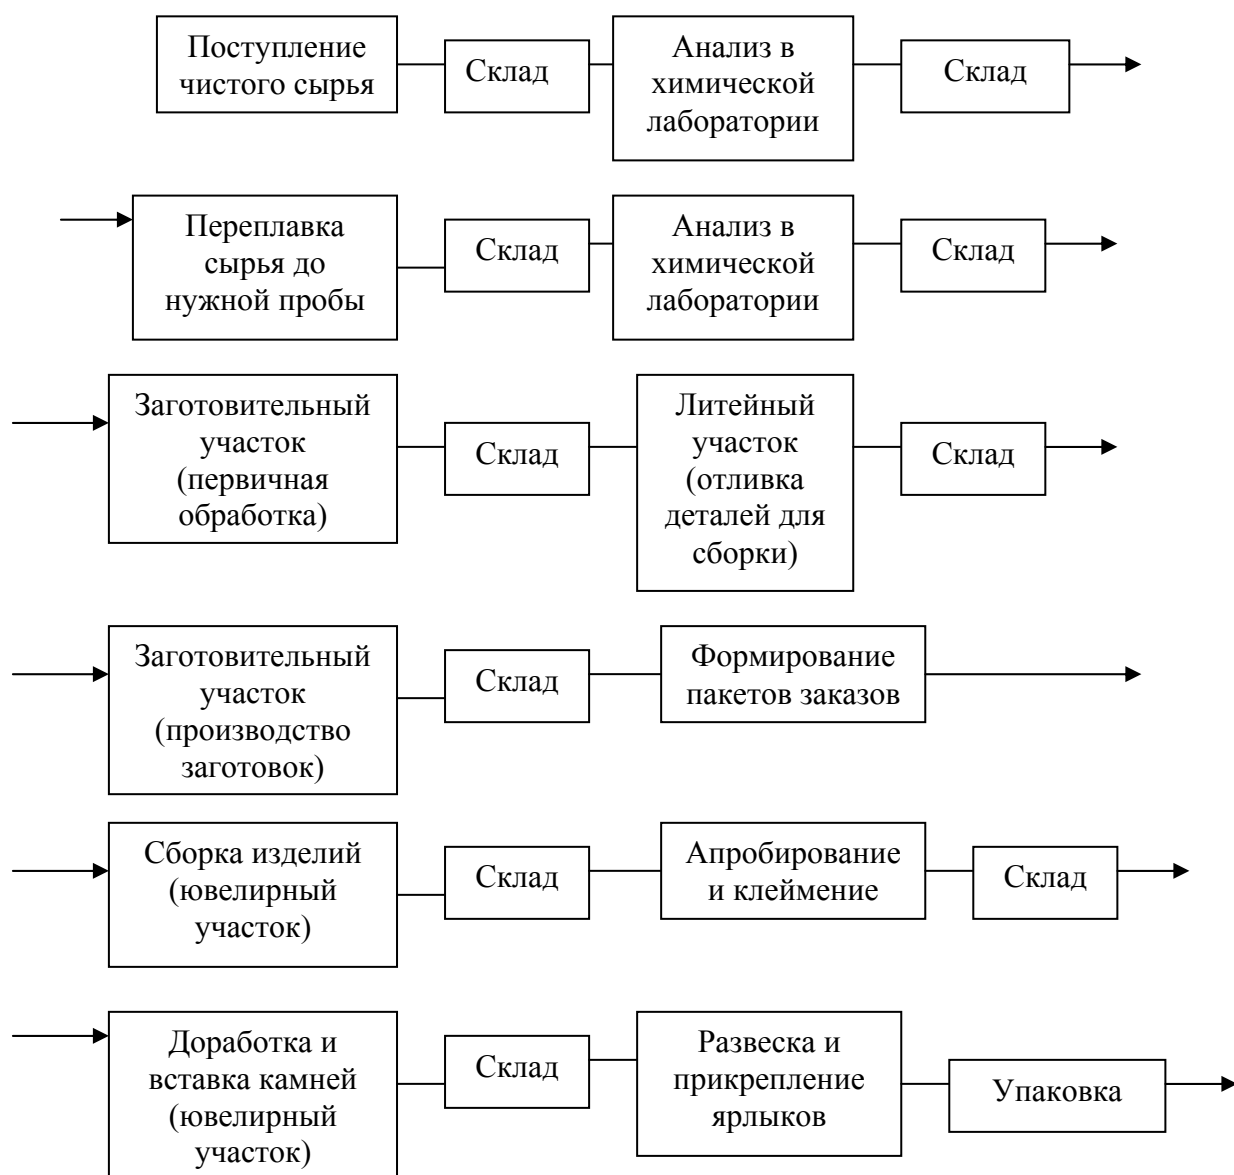 Поступление
чистого сырья
Склад
Анализ в
химической
лаборатории
Склад
Переплавка
сырья до
нужной пробы
Склад
Анализ в
химической
лаборатории
Склад
Заготовительный
участок
(первичная
обработка)
Склад
Литейный
участок
(отливка
деталей для
сборки)
Склад
Заготовительный
участок
(производство
заготовок)
Склад
Формирование
пакетов заказов
Сборка изделий
(ювелирный
участок)
Склад
Апробирование
и клеймение
Склад
Доработка и
вставка камней
(ювелирный
участок)
Склад
Развеска и
прикрепление
ярлыков
Упаковка